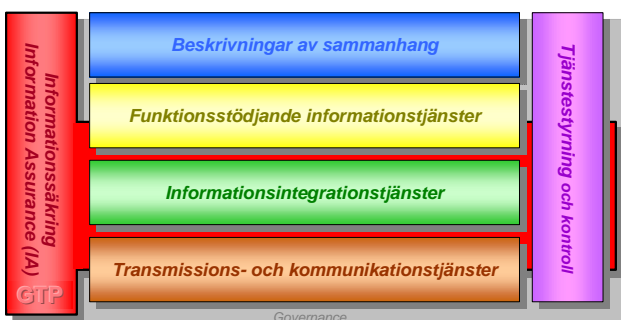 Informationssäkring
Information Assurance (IA)
GTP
Beskrivningar av sammanhang
Funktionsstödjande informationstjänster
Informationsintegrationstjänster
Transmissions- och kommunikationstjänster
Tjänstestyrning och kontroll
Governance